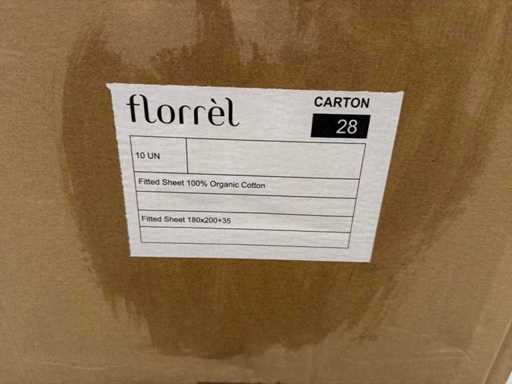 florrèl
CARTON
28
10 UN
Fitted Sheet 100% Organic Cotton
Fitted Sheet 180x200+35